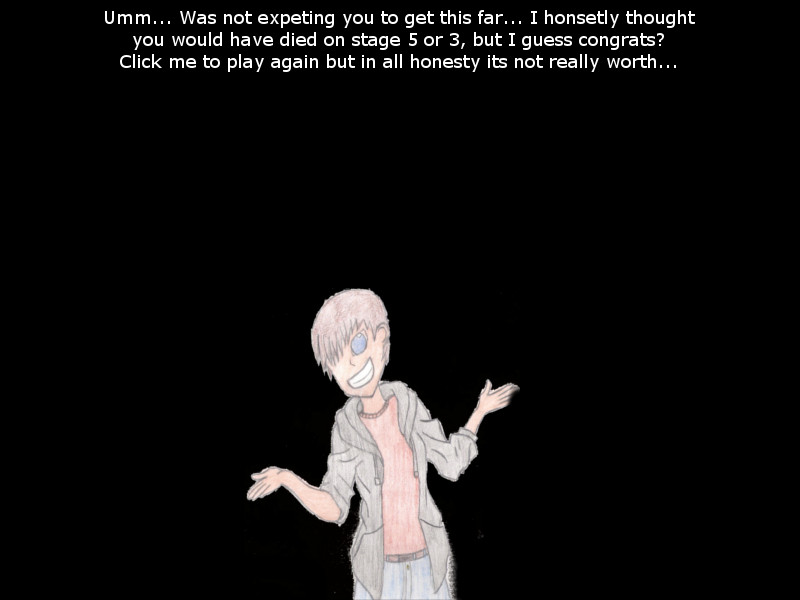 Umm... Was not expeting you to get this far... I honsetly thought
you would have died on stage 5 or 3, but I guess congrats?
Click me to play again but in all honesty its not really worth...